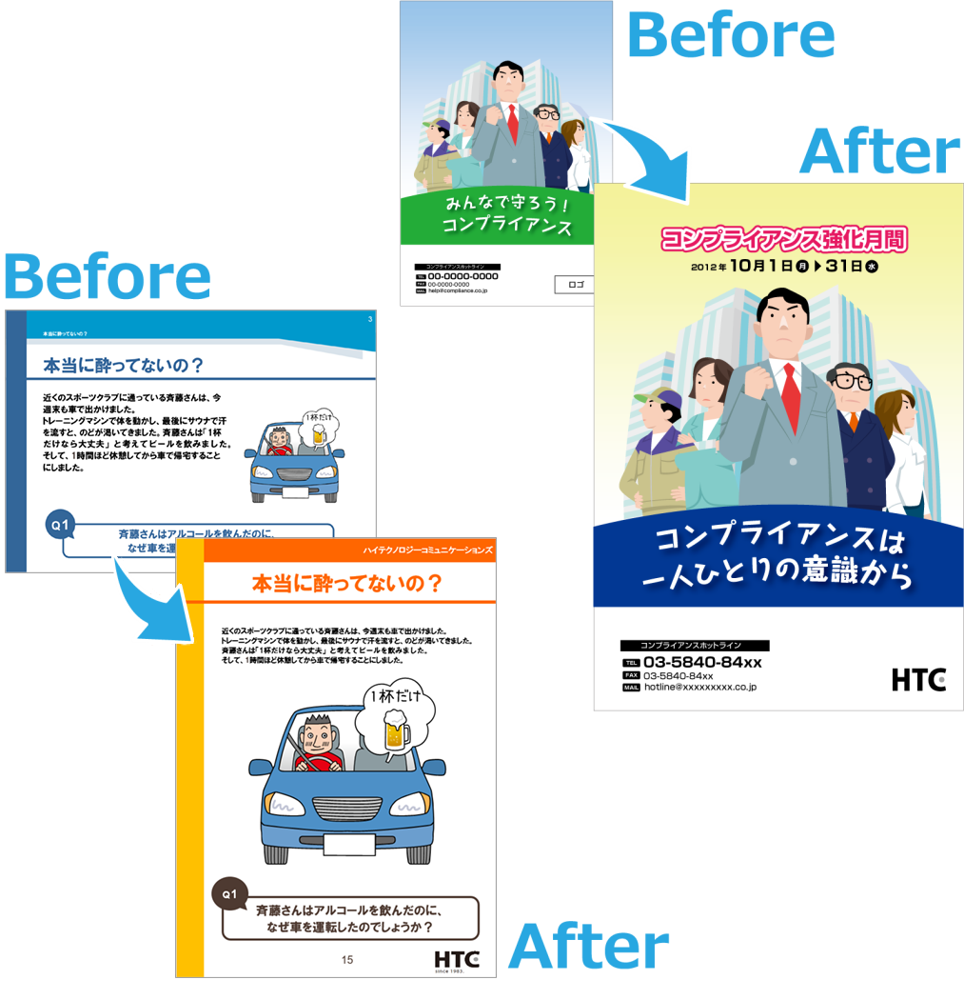 Before
みんなで守ろう!
コンプライアンス
コンプライアンスホットライン
TEL 00-0000-0000
FAX 00-0000-0000
MAIL help@compliance.co.jp
ロゴ
After
コンプライアンス強化月間
2012年 10月1日月▶31日水
コンプライアンスは
一人ひとりの意識から
コンプライアンスホットライン
TEL 03-5840-84xx
FAX 03-5840-84xx
MAIL hotline@xxxxxxxxx.co.jp
HTC
Before
3
本当に酔ってないの?
本当に酔ってないの?
近くのスポーツクラブに通っている斉藤さんは、今
週末も車で出かけました。
トレーニングマシンで体を動かし、最後にサウナで汗
を流すと、のどが渇いてきました。斉藤さんは「1杯
だけなら大丈夫」と考えてビールを飲みました。
そして、1時間ほど休憩してから車で帰宅すること
にしました。
1杯だけ
Q1
斉藤さんはアルコールを飲んだのに、
なぜ車を運
ハイテクノロジーコミュニケーションズ
本当に酔ってないの?
近くのスポーツクラブに通っている斉藤さんは、今週末も車で出かけました。
トレーニングマシンで体を動かし、最後にサウナで汗を流すと、のどが渇いてきました。
斉藤さんは「1杯だけなら大丈夫」と考えてビールを飲みました。
そして、1時間ほど休憩してから車で帰宅することにしました。
1杯だけ
Q1
斉藤さんはアルコールを飲んだのに、
なぜ車を運転したのでしょうか?
15
HTC
since 1983.
After